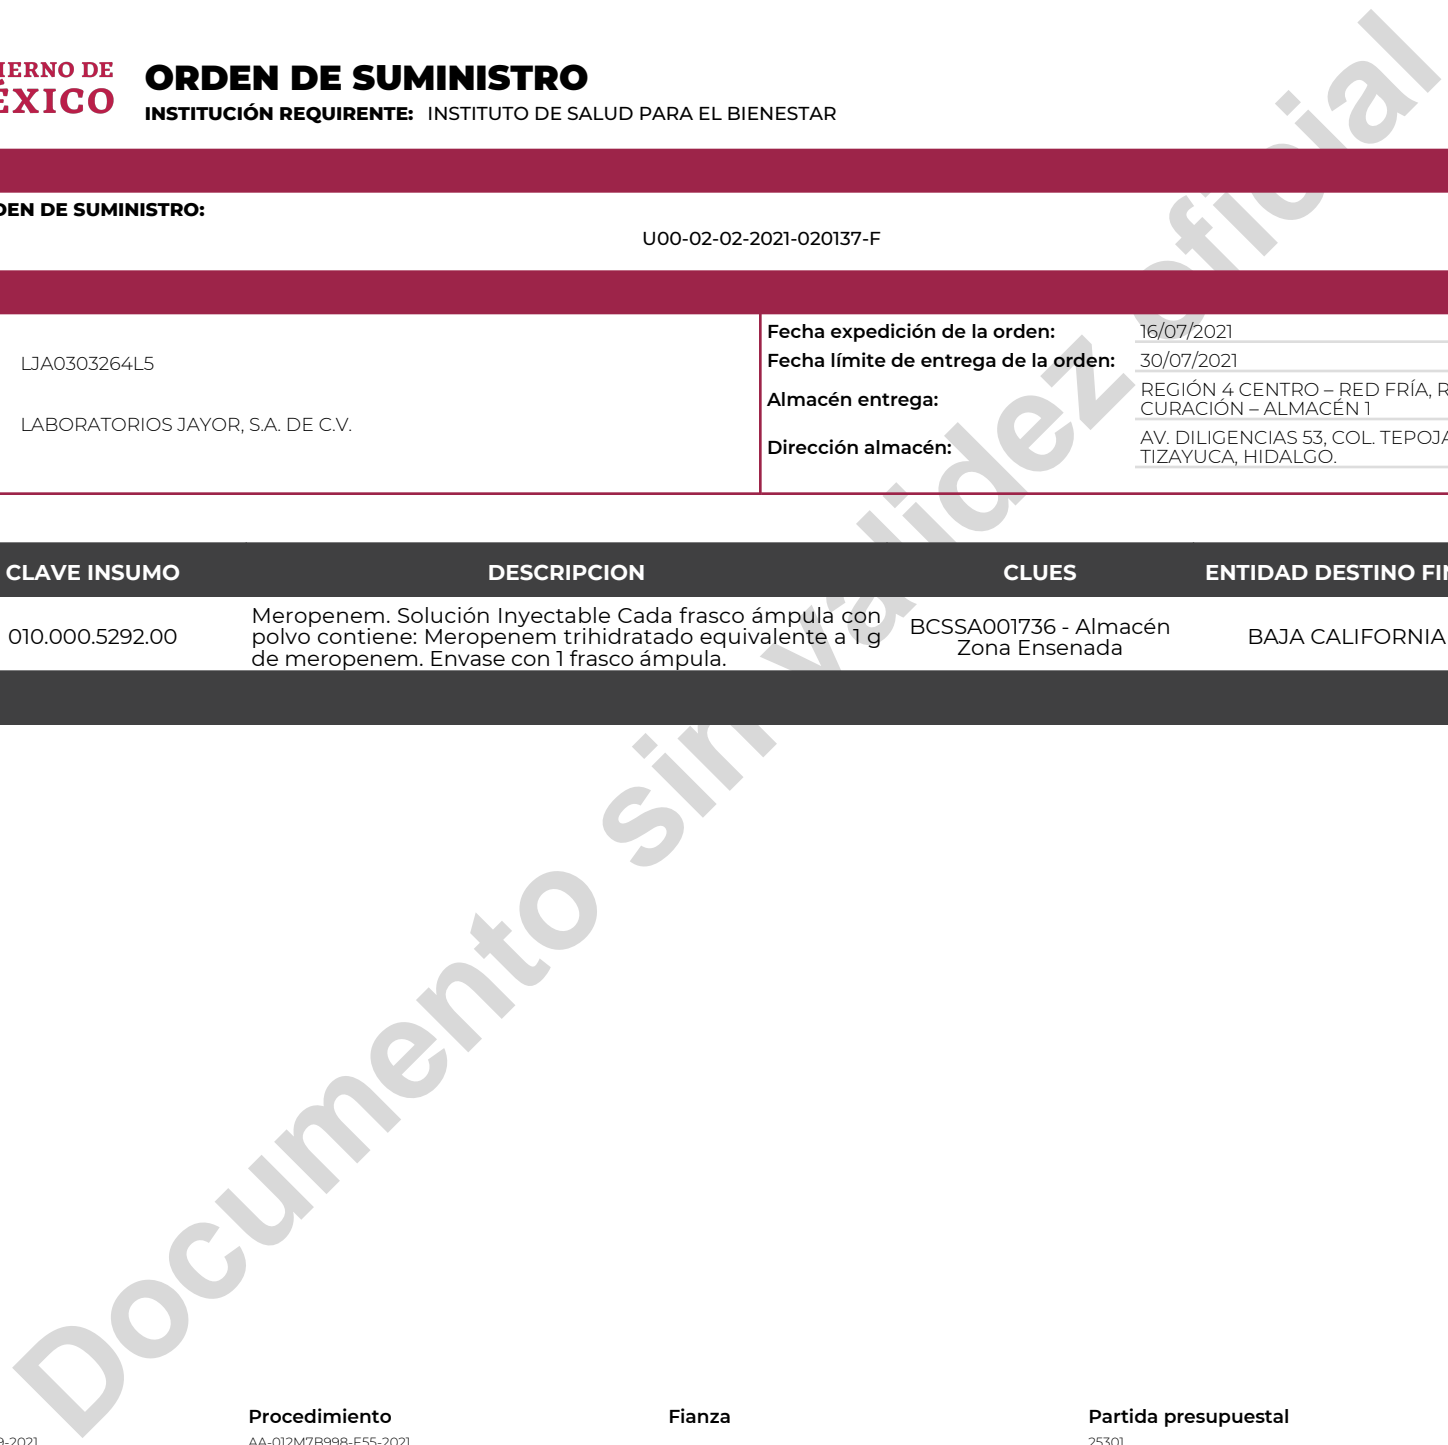 ORDEN DE SUMINISTRO
INSTITUCIÓN REQUIRENTE: INSTITUTO DE SALUD PARA EL BIENESTAR
DE
DE SUMINISTRO:
U00-02-02-2021-020137-F
LJA0303264L5
LABORATORIOS JAYOR, S.A. DE C.V.
Fecha expedición de la orden: 16/07/2021
Fecha límite de entrega de la orden: 30/07/2021
Almacén entrega: REGIÓN 4 CENTRO – RED FRÍA,
CURACIÓN – ALMACÉN 1
Dirección almacén: AV. DILIGENCIAS 53, COL.
TIZAYUCA, HIDALGO.
CLAVE INSUMO DESCRIPCION CLUES ENTIDAD DESTINO
010.000.5292.00
Meropenem. Solución Inyectable Cada frasco ámpula con
polvo contiene: Meropenem trihidratado equivalente a 1 g
de meropenem. Envase con 1 frasco ámpula.
BCSSA001736 - Almacén
Zona Ensenada
BAJA CALIFORNIA
Documento sin validez oficial
Procedimiento Fianza Partida presupuestal
AA-012M7B998-E55-2021 25301